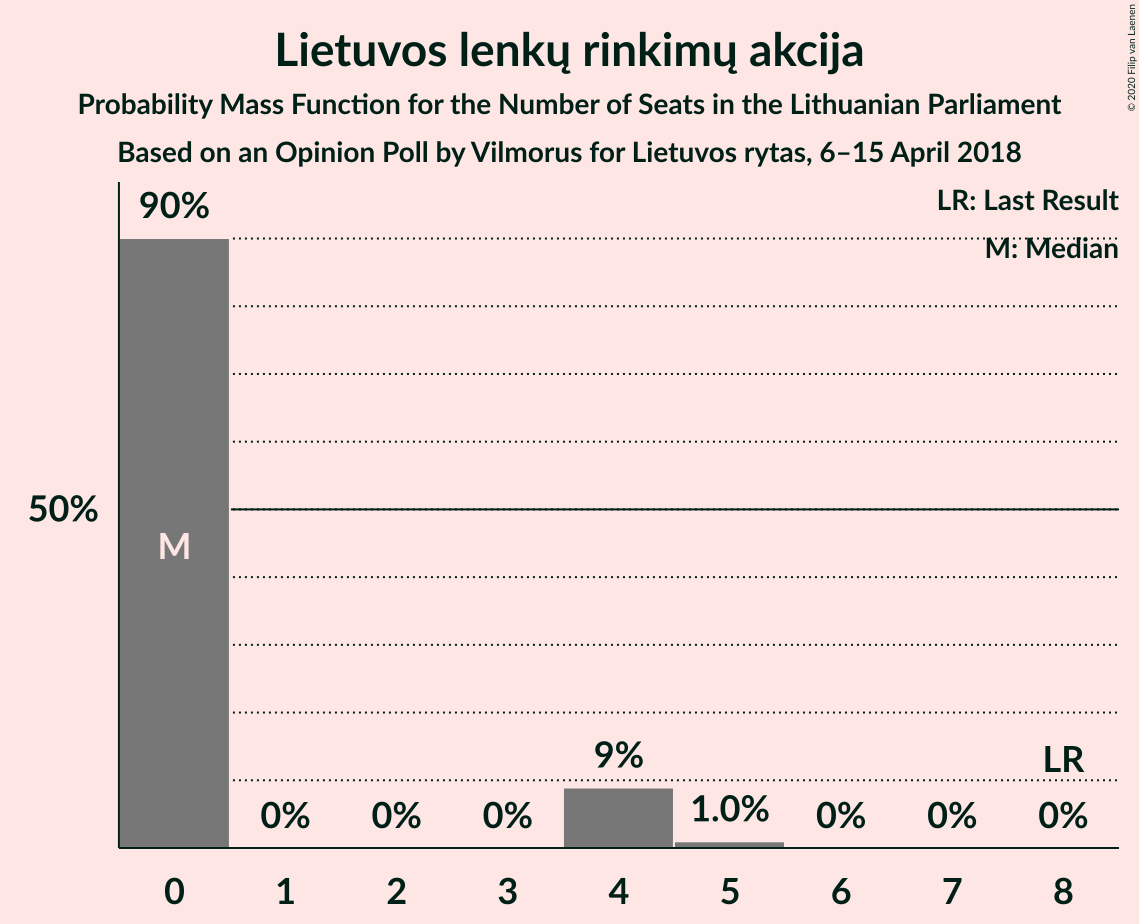 Lietuvos lenkų rinkimų akcija
Probability Mass Function for the Number of Seats in the Lithuanian Parliament
Based on an Opinion Poll by Vilmorus for Lietuvos rytas, 6–15 April 2018
© 2020 Filip van Laenen
LR: Last Result
M: Median
90%
50%
M
9%
LR
0% 0% 0% 1.0% 0% 0% 0%
0 1 2 3 4 5 6 7 8